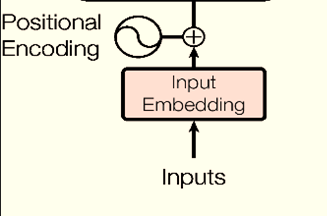 Positional
Encoding
Input
Embedding
Inputs